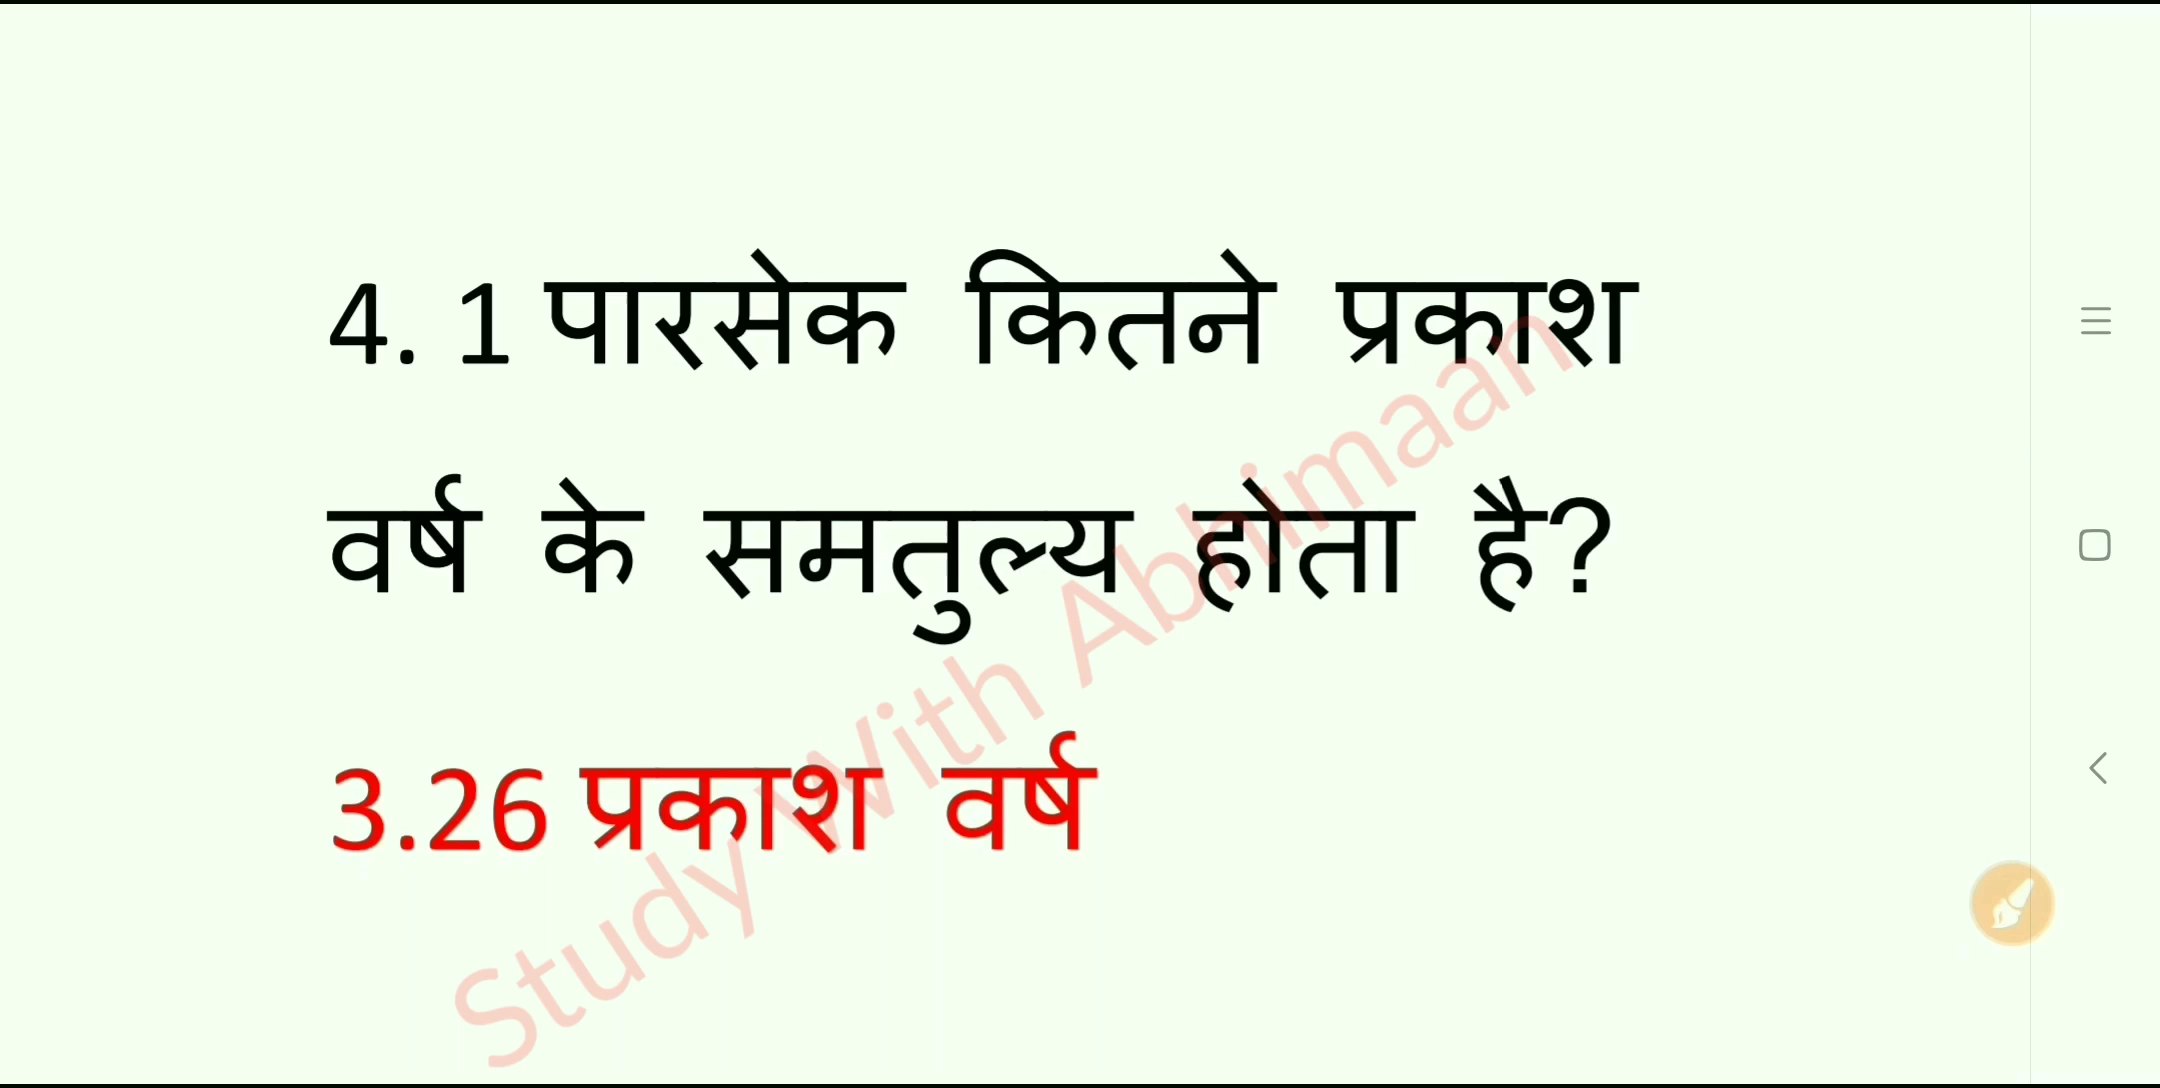 4. 1 पारसेक कितने प्रकाश
वर्ष के समतुल्य होता है?
3.26 प्रकाश वर्ष
Study With Abhimaan